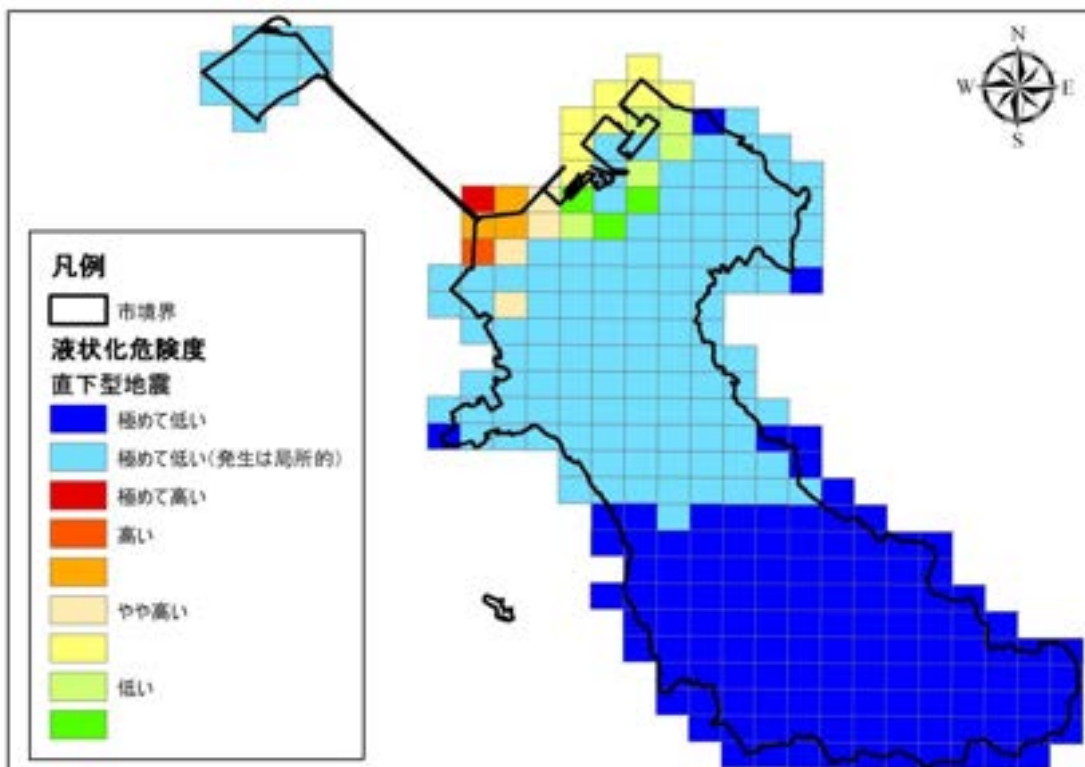 N
W E
S
凡例
市境界
液状化危険度
直下型地震
極めて低い
極めて低い(発生は局所的)
極めて高い
高い
やや高い
低い